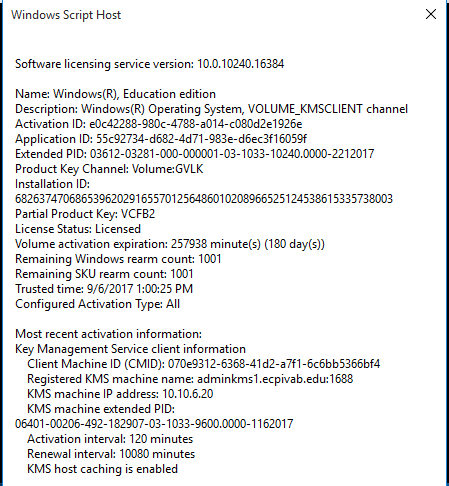 Windows Script Host
Software licensing service version: 10.0.10240.16384
Name: Windows(R), Education edition
Description: Windows(R) Operating System, VOLUME_KMSCLIENT channel
Activation ID: e0c42288-980c-4788-a014-c080d2e1926e
Application ID: 55c92734-d682-4d71-983e-d6ec3f16059f
Extended PID: 03612-03281-000-000001-03-1033-10240.0000-2212017
Product Key Channel: Volume:GVLK
Installation ID:
682637470686539620291655701256486010208966525124538615335738003
Partial Product Key: VCFB2
License Status: Licensed
Volume activation expiration: 257938 minute(s) (180 day(s))
Remaining Windows rearm count: 1001
Remaining SKU rearm count: 1001
Trusted time: 9/6/2017 1:00:25 PM
Configured Activation Type: All
Most recent activation information:
Key Management Service client information
Client Machine ID (CMID): 070e9312-6368-41d2-a7f1-6c6bb5366bf4
Registered KMS machine name: adminkms1.ecpivab.edu:1688
KMS machine IP address: 10.10.6.20
KMS machine extended PID:
06401-00206-492-182907-03-1033-9600.0000-1162017
Activation interval: 120 minutes
Renewal interval: 10080 minutes
KMS host caching is enabled